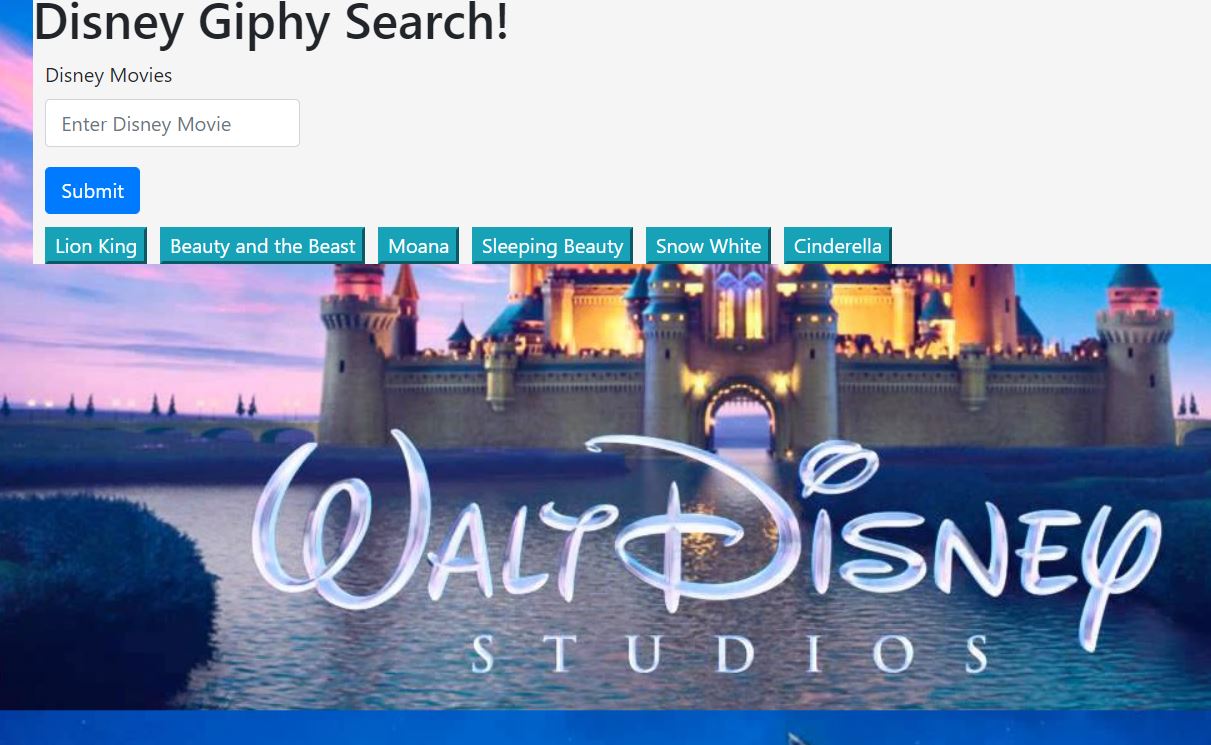 Disney Giphy Search!
Disney Movies
Enter Disney Movie
Submit
Lion King Beauty and the Beast Moana Sleeping Beauty Snow White Cinderella
WALT DISNEY
STUDIOS